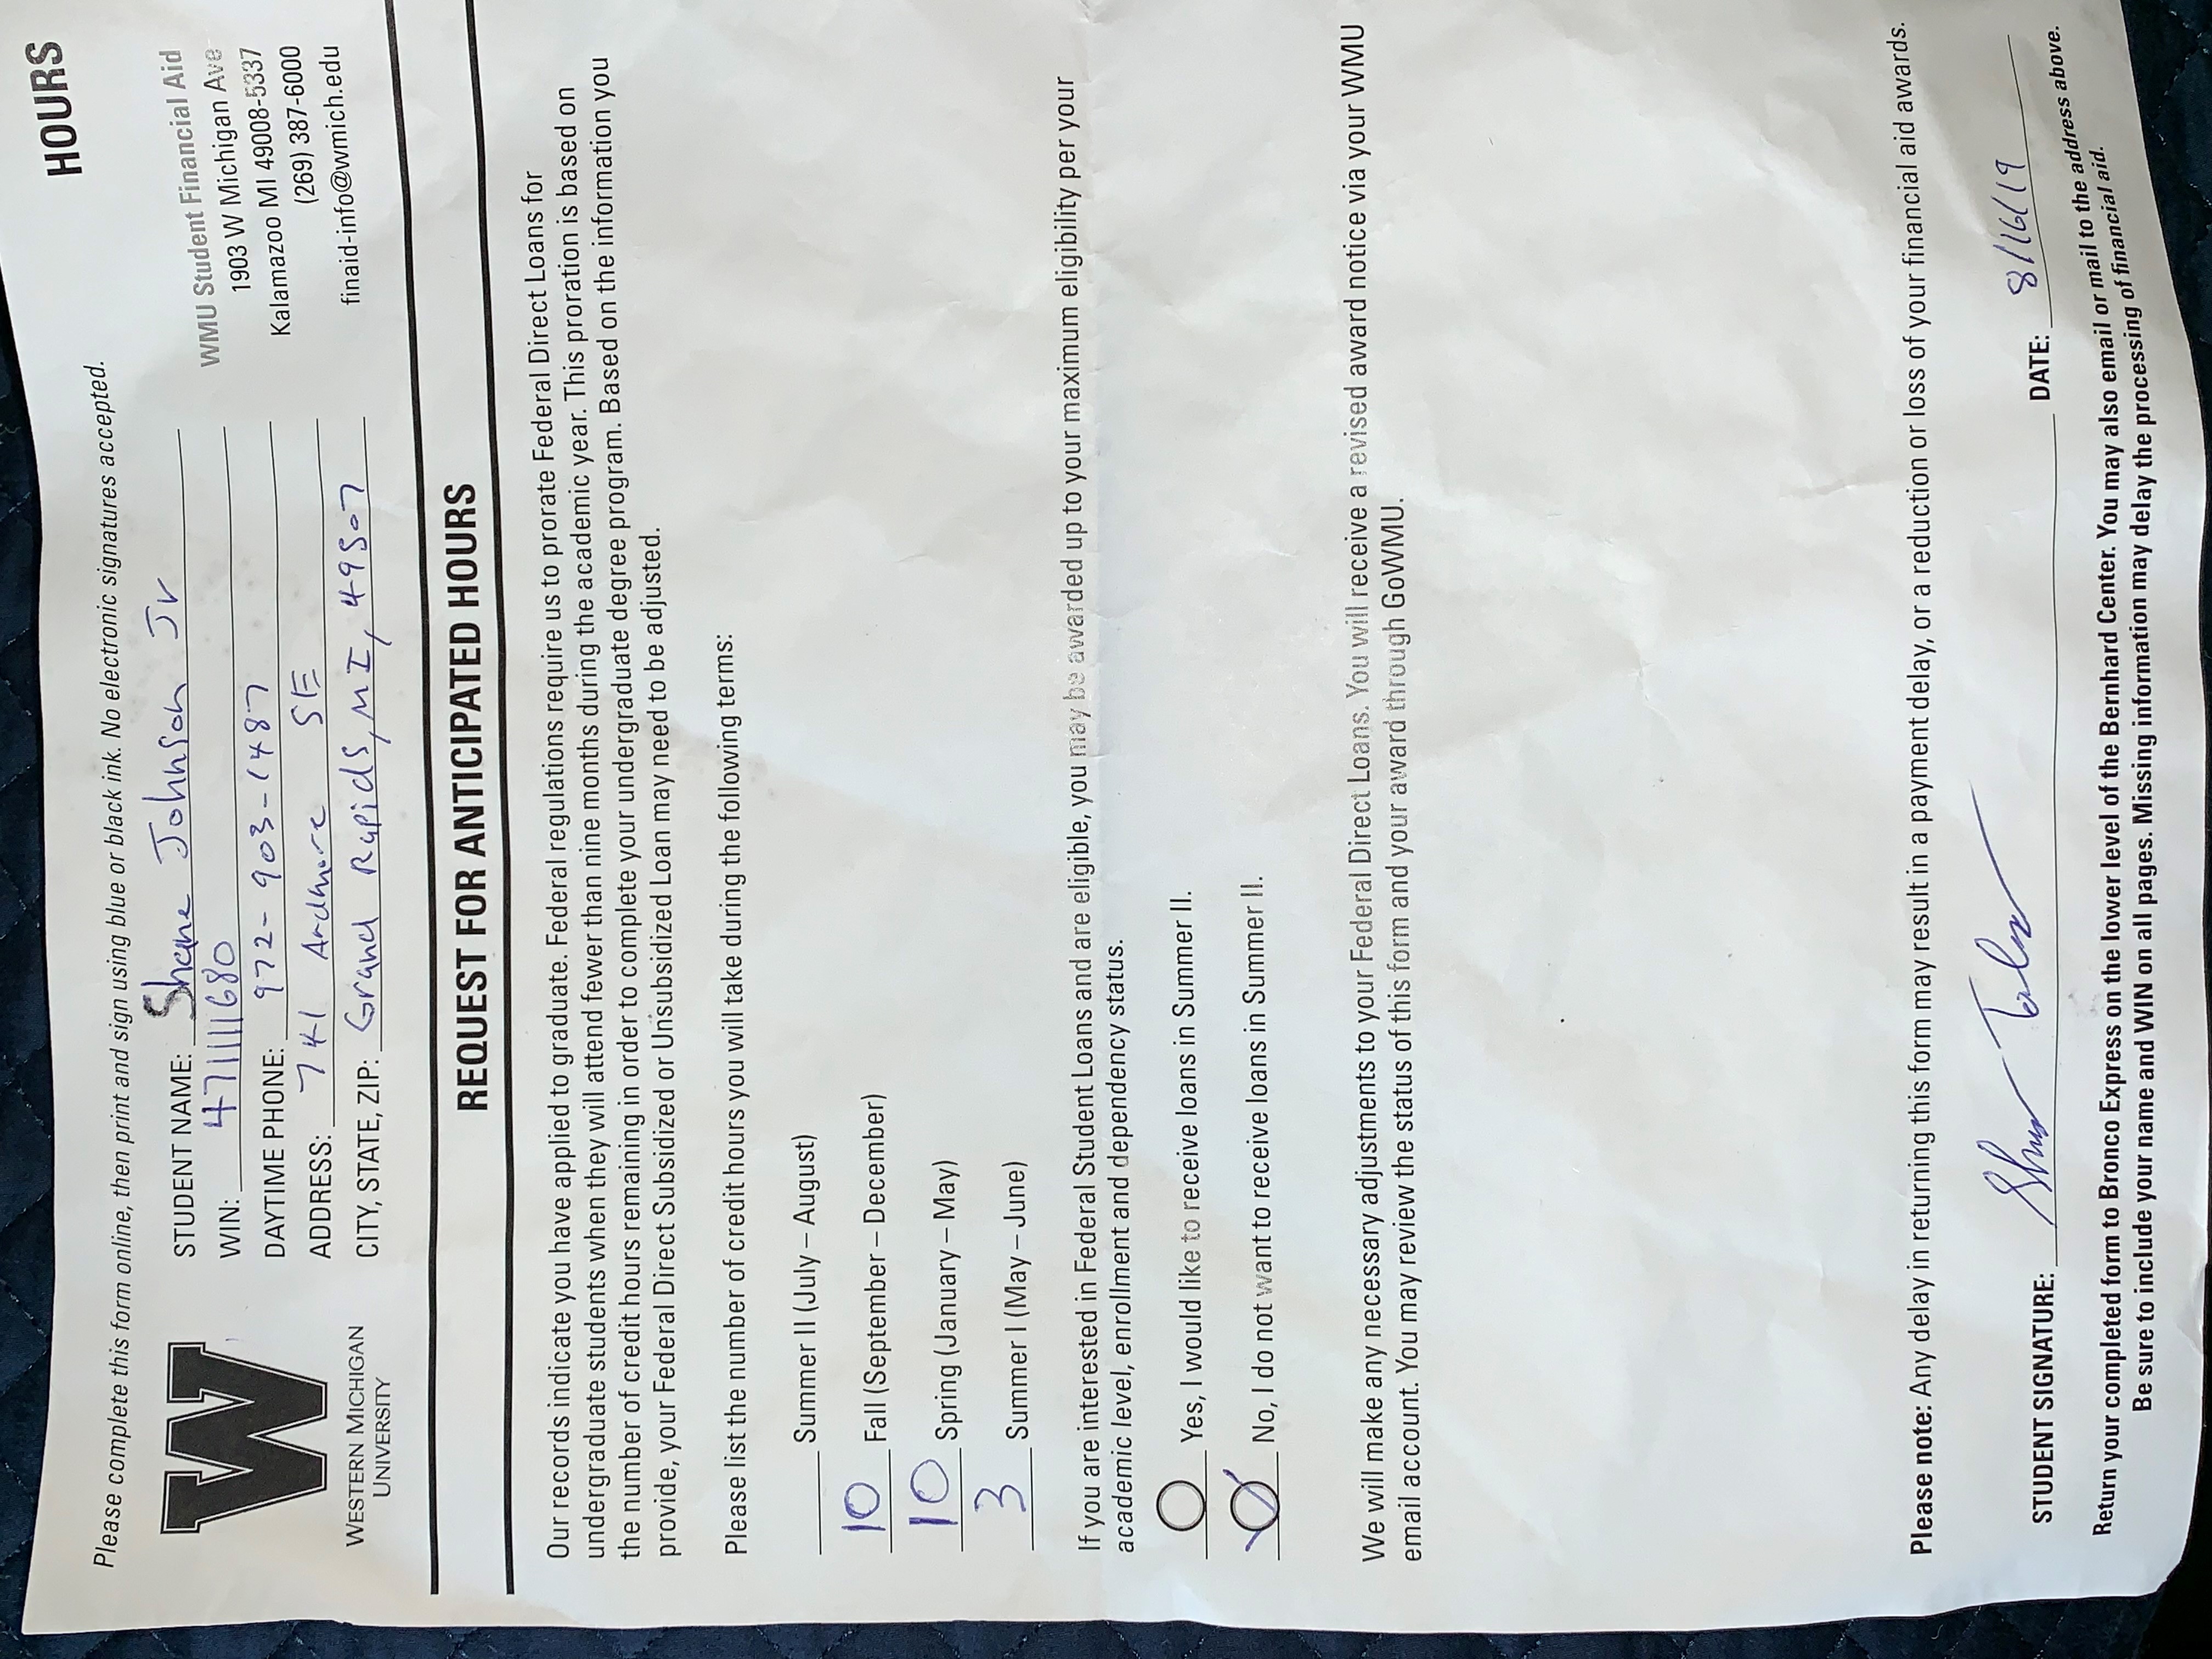 HOURS
Please complete this form online, then print and sign using blue or black ink. No electronic signatures accepted.
W
WESTERN MICHIGAN
UNIVERSITY
STUDENT NAME: Shane Johnson Jr
WIN: 471111680
DAYTIME PHONE: 972-903-1487
ADDRESS: 741 Ardmore SE
CITY, STATE, ZIP: Grand Rapids, MI, 49507
WMU Student Financial Aid
1903 W Michigan Ave
Kalamazoo MI 49008-5337
(269) 387-6000
finaid-info@wmich.edu
REQUEST FOR ANTICIPATED HOURS
Our records indicate you have applied to graduate. Federal regulations require us to prorate Federal Direct Loans for
undergraduate students when they will attend fewer than nine months during the academic year. This proration is based on
the number of credit hours remaining in order to complete your undergraduate degree program. Based on the information you
provide, your Federal Direct Subsidized or Unsubsidized Loan may need to be adjusted.
Please list the number of credit hours you will take during the following terms:
Summer II (July – August)
10 Fall (September – December)
10 Spring (January – May)
3 Summer I (May – June)
If you are interested in Federal Student Loans and are eligible, you may be awarded up to your maximum eligibility per your
academic level, enrollment and dependency status.
Yes, I would like to receive loans in Summer II.
No, I do not want to receive loans in Summer II.
We will make any necessary adjustments to your Federal Direct Loans. You will receive a revised award notice via your WMU
email account. You may review the status of this form and your award through GoWMU.
Please note: Any delay in returning this form may result in a payment delay, or a reduction or loss of your financial aid awards.
STUDENT SIGNATURE: DATE: 8/16/19
Return your completed form to Bronco Express on the lower level of the Bernhard Center. You may also email or mail to the address above.
Be sure to include your name and WIN on all pages. Missing information may delay the processing of financial aid.